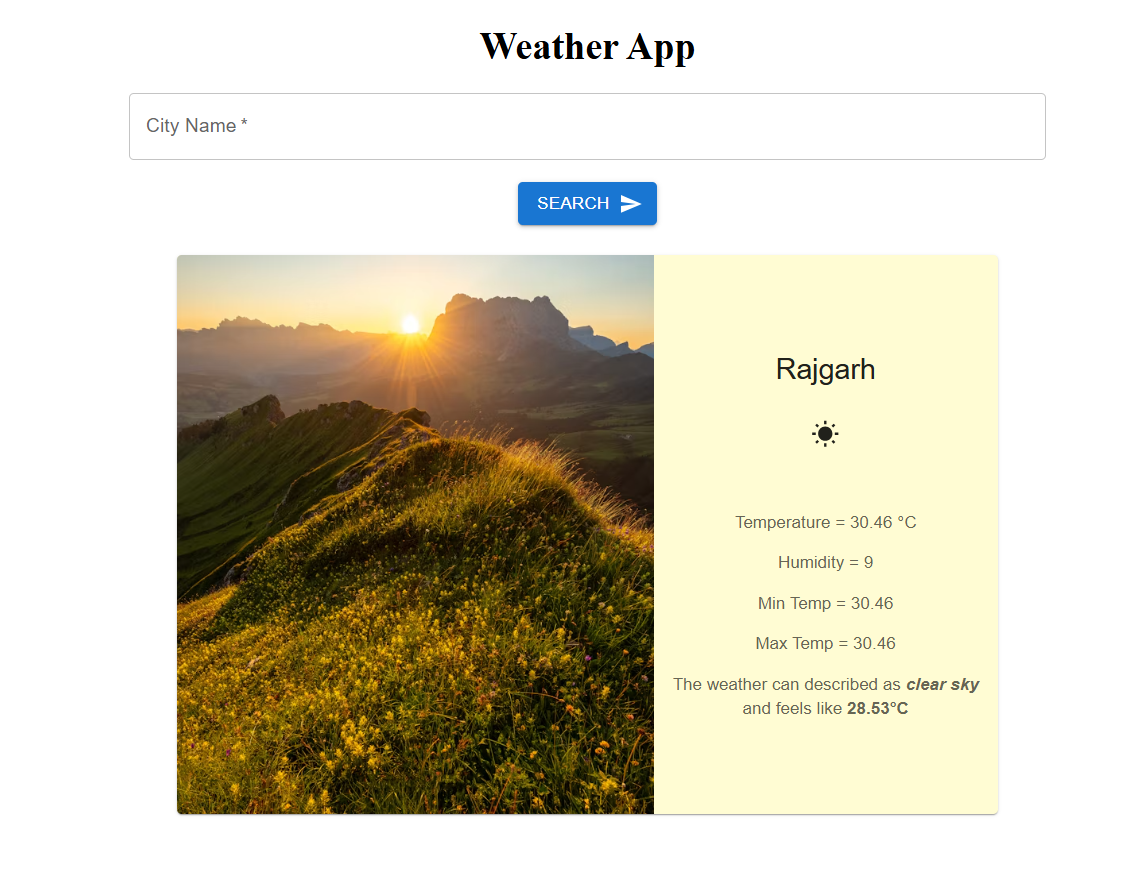 Weather App
City Name *
SEARCH
Rajgarh
Temperature = 30.46 °C
Humidity = 9
Min Temp = 30.46
Max Temp = 30.46
The weather can described as clear sky
and feels like 28.53°C